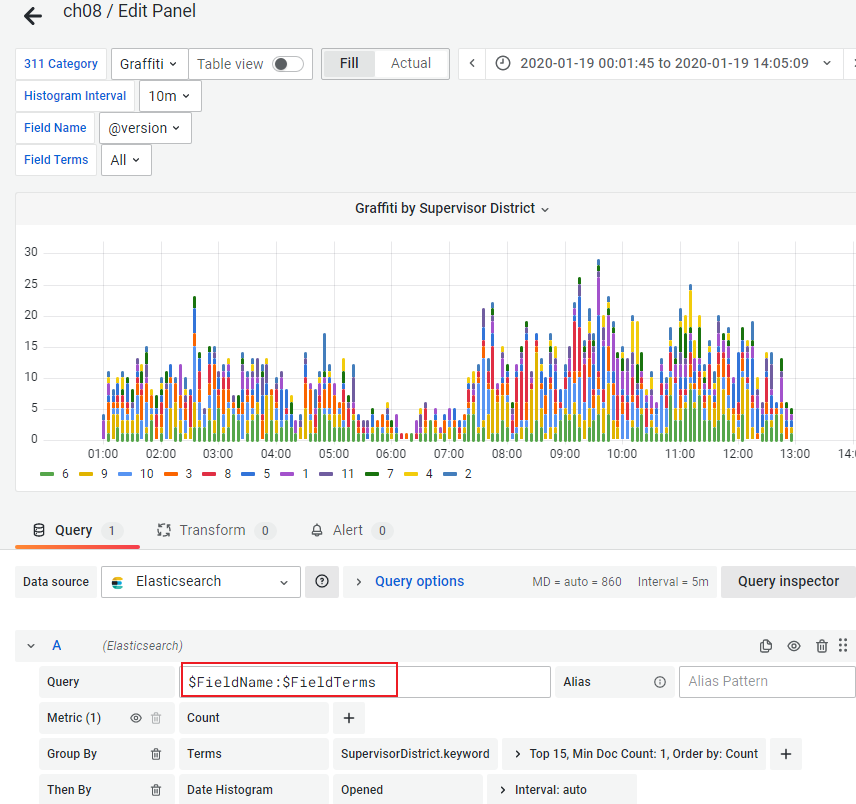 ch08 / Edit Panel
311 Category Graffiti Table view Fill Actual 2020-01-19 00:01:45 to 2020-01-19 14:05:09
Histogram Interval 10m
Field Name @version
Field Terms All
Graffiti by Supervisor District
30
25
20
15
10
5
0
01:00 02:00 03:00 04:00 05:00 06:00 07:00 08:00 09:00 10:00 11:00 12:00 13:00 14:0
6 9 10 3 8 5 1 11 7 4 2
Query 1 Transform 0 Alert 0
Data source Elasticsearch Query options MD = auto = 860 Interval = 5m Query inspector
A (Elasticsearch)
Query $FieldName:$FieldTerms Alias Alias Pattern
Metric (1) Count +
Group By Terms SupervisorDistrict.keyword Top 15, Min Doc Count: 1, Order by: Count +
Then By Date Histogram Opened Interval: auto